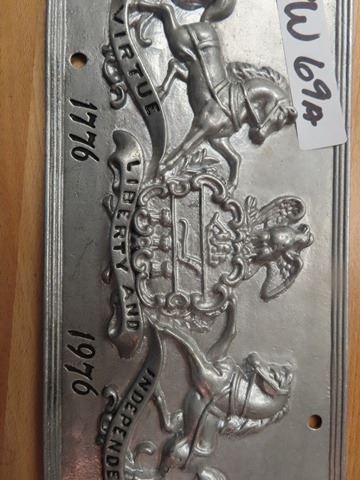 W 69A
VIRTUE
LIBERTY AND
INDEPENDE
1776
1976